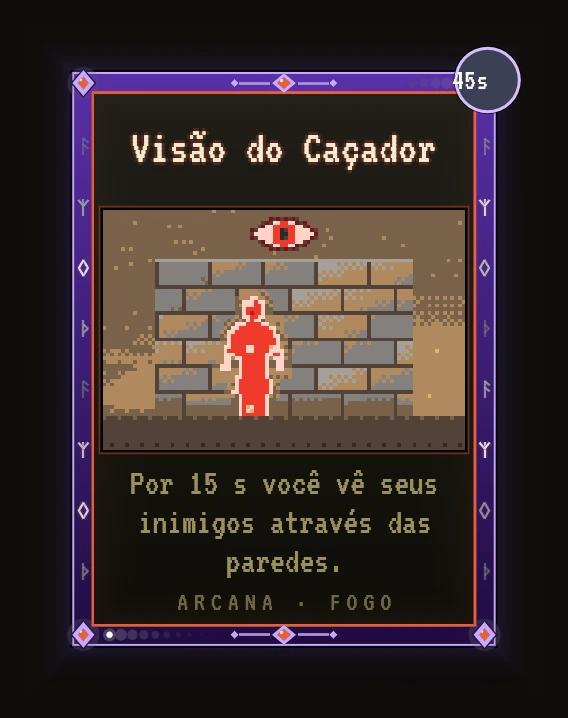 45s
Visão do Caçador
Por 15 s você vê seus
inimigos através das
paredes.
ARCANA · FOGO